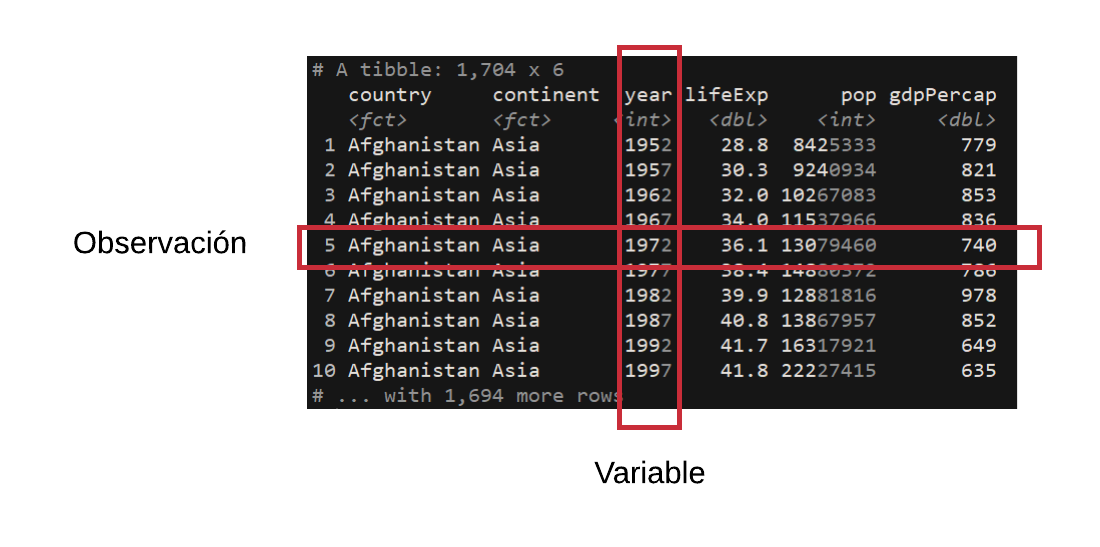 # A tibble: 1,704 x 6
country continent year lifeExp pop gdpPercap
<fct> <fct> <int> <dbl> <int> <dbl>
1 Afghanistan Asia 1952 28.8 8425333 779
2 Afghanistan Asia 1957 30.3 9240934 821
3 Afghanistan Asia 1962 32.0 10267083 853
4 Afghanistan Asia 1967 34.0 11537966 836
Observación
5 Afghanistan Asia 1972 36.1 13079460 740
6 Afghanistan Asia 1977 38.4 14880372 786
7 Afghanistan Asia 1982 39.9 12881816 978
8 Afghanistan Asia 1987 40.8 13867957 852
9 Afghanistan Asia 1992 41.7 16317921 649
10 Afghanistan Asia 1997 41.8 22227415 635
# ... with 1,694 more rows
Variable